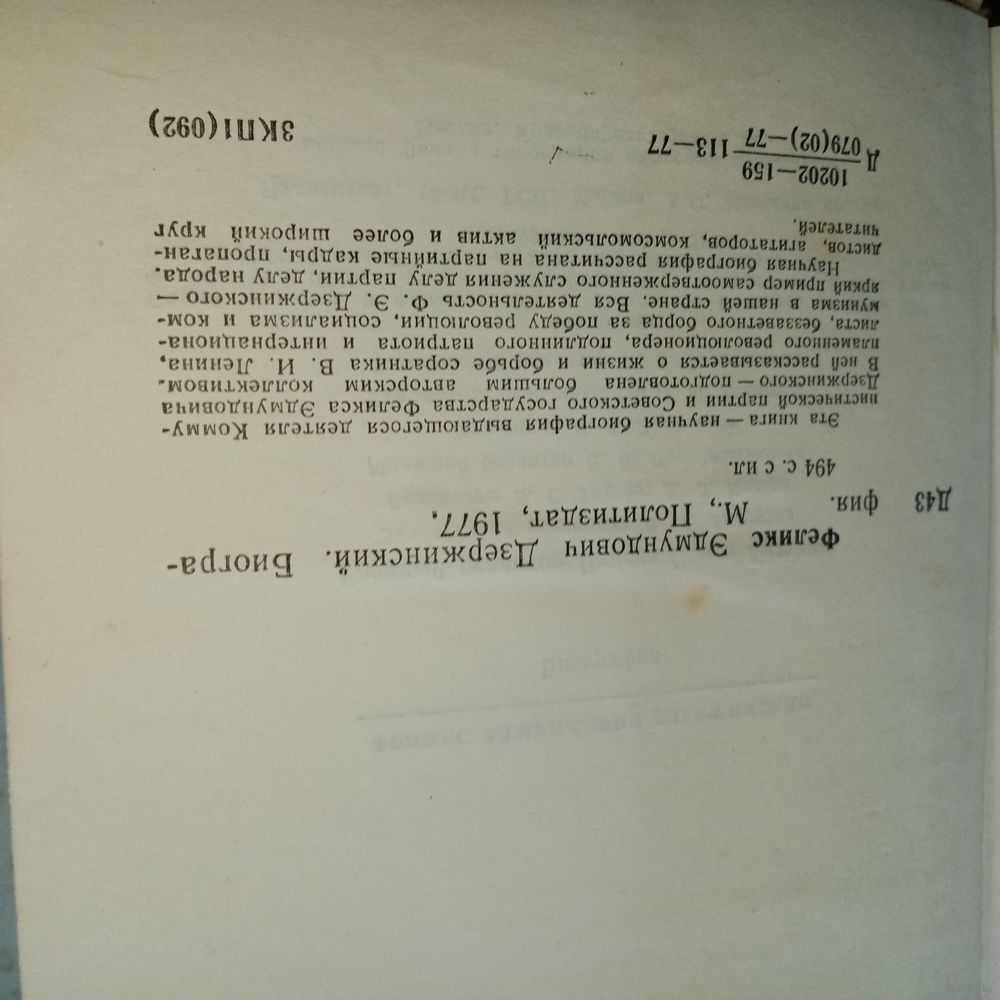 Феликс Эдмундович Дзержинский. Биогра-
Д43 фия. М., Политиздат, 1977.
494 с. с ил.
Эта книга — научная биография выдающегося деятеля Комму-
нистической партии и Советского государства Феликса Эдмундовича
Дзержинского — подготовлена большим авторским коллективом.
В ней рассказывается о жизни и борьбе соратника В. И. Ленина,
пламенного революционера, подлинного патриота и интернациона-
листа, беззаветного борца за победу революции, социализма и ком-
мунизма в нашей стране. Вся деятельность Ф. Э. Дзержинского —
яркий пример самоотверженного служения делу партии, делу народа.
Научная биография рассчитана на партийные кадры, пропаган-
дистов, агитаторов, комсомольский актив и более широкий круг
читателей.
10202—159
Д 079(02)—77 113—77
3КП1(092)